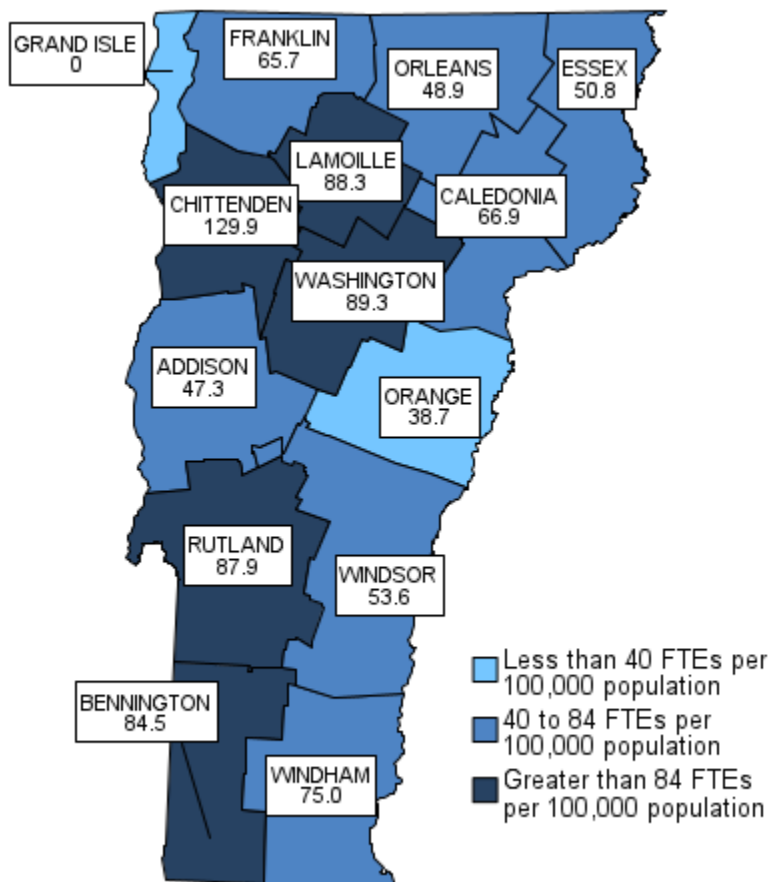 GRAND ISLE
0
FRANKLIN
65.7
ORLEANS
48.9
ESSEX
50.8
LAMOILLE
88.3
CHITTENDEN
129.9
CALEDONIA
66.9
WASHINGTON
89.3
ADDISON
47.3
ORANGE
38.7
RUTLAND
87.9
WINDSOR
53.6
BENNINGTON
84.5
WINDHAM
75.0
Less than 40 FTEs per
100,000 population
40 to 84 FTEs per
100,000 population
Greater than 84 FTEs
per 100,000 population